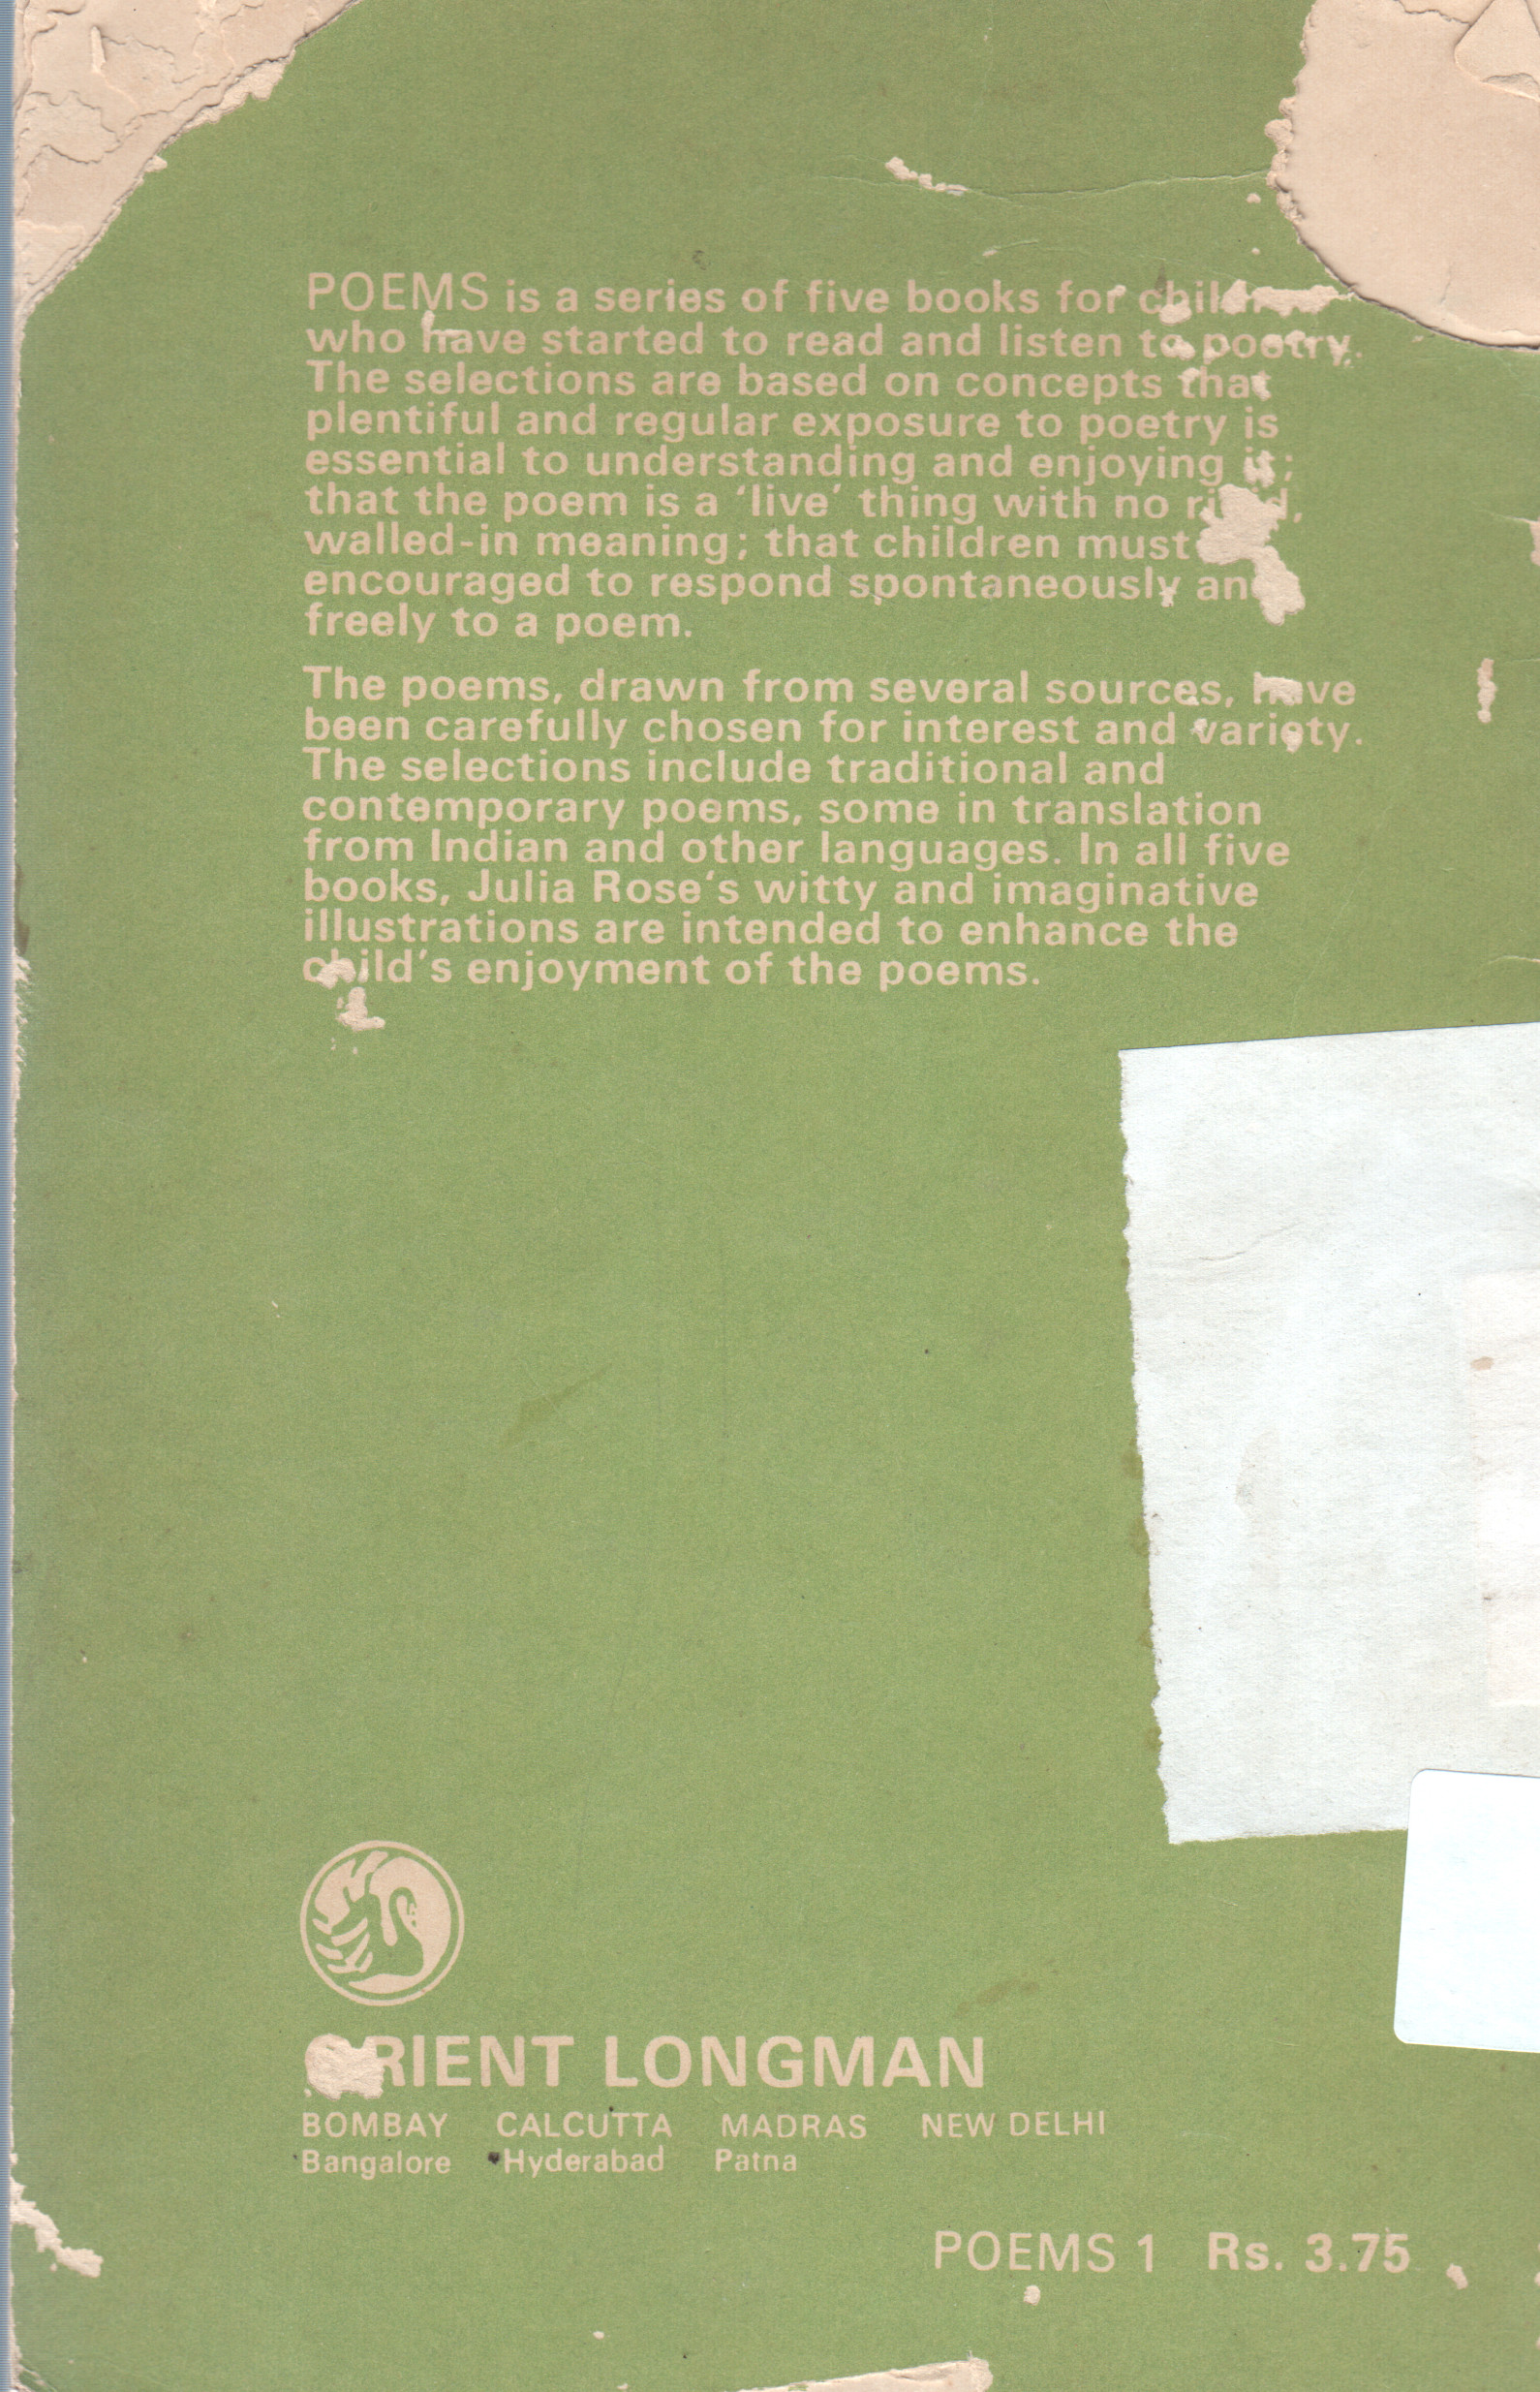 POEMS is a series of five books for children
who have started to read and listen to poetry.
The selections are based on concepts that
plentiful and regular exposure to poetry is
essential to understanding and enjoying it;
that the poem is a ‘live’ thing with no rigid,
walled-in meaning; that children must
encouraged to respond spontaneously and
freely to a poem.
The poems, drawn from several sources, have
been carefully chosen for interest and variety.
The selections include traditional and
contemporary poems, some in translation
from Indian and other languages. In all five
books, Julia Rose‘s witty and imaginative
illustrations are intended to enhance the
child’s enjoyment of the poems.
ORIENT LONGMAN
BOMBAY CALCUTTA MADRAS NEW DELHI
Bangalore Hyderabad Patna
POEMS 1 Rs. 3.75